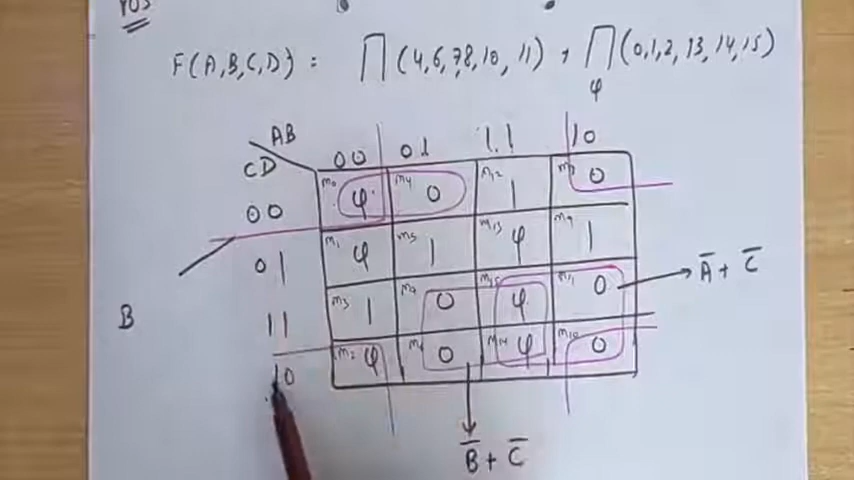 POS
F(A,B,C,D) = ∏(4,6,7,8,10,11) + ∏φ(0,1,2,13,14,15)
AB
CD 00 01 11 10
00 m0 φ m4 0 m12 1 m8 0
01 m1 φ m5 1 m13 φ m9 1
11 m3 1 m7 0 m15 φ m11 0
10 m2 φ m6 0 m14 φ m10 0
A̅ + C̅
B
B̅ + C̅